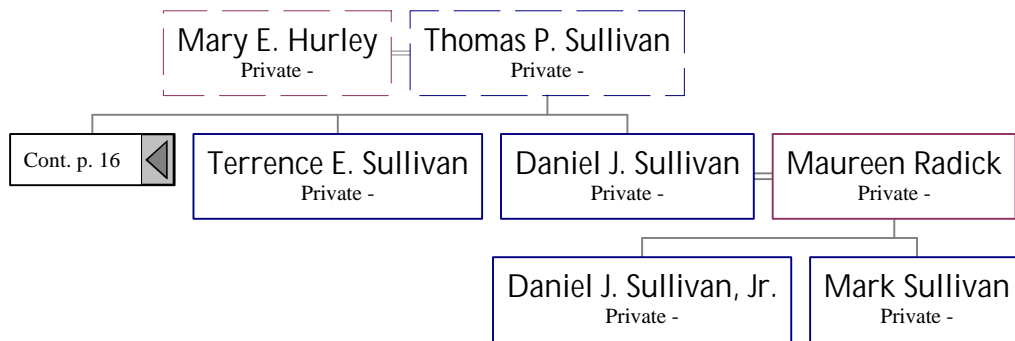 Mary E. Hurley
Private -
Thomas P. Sullivan
Private -
Cont. p. 16
Terrence E. Sullivan
Private -
Daniel J. Sullivan
Private -
Maureen Radick
Private -
Daniel J. Sullivan, Jr.
Private -
Mark Sullivan
Private -